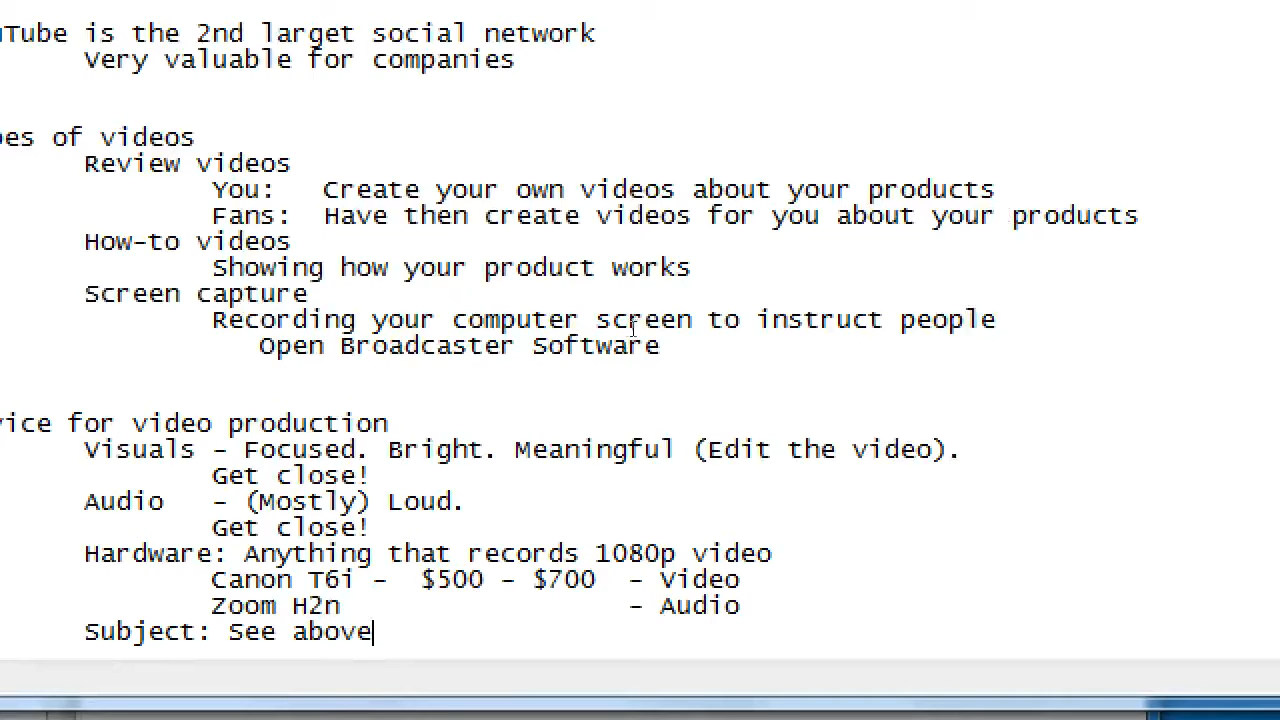 uTube is the 2nd larget social network
Very valuable for companies
pes of videos
Review videos
You: Create your own videos about your products
Fans: Have then create videos for you about your products
How-to videos
Showing how your product works
Screen capture
Recording your computer screen to instruct people
Open Broadcaster Software
vice for video production
Visuals - Focused. Bright. Meaningful (Edit the video).
Get close!
Audio - (Mostly) Loud.
Get close!
Hardware: Anything that records 1080p video
Canon T6i - $500 - $700 - Video
Zoom H2n - Audio
Subject: See above